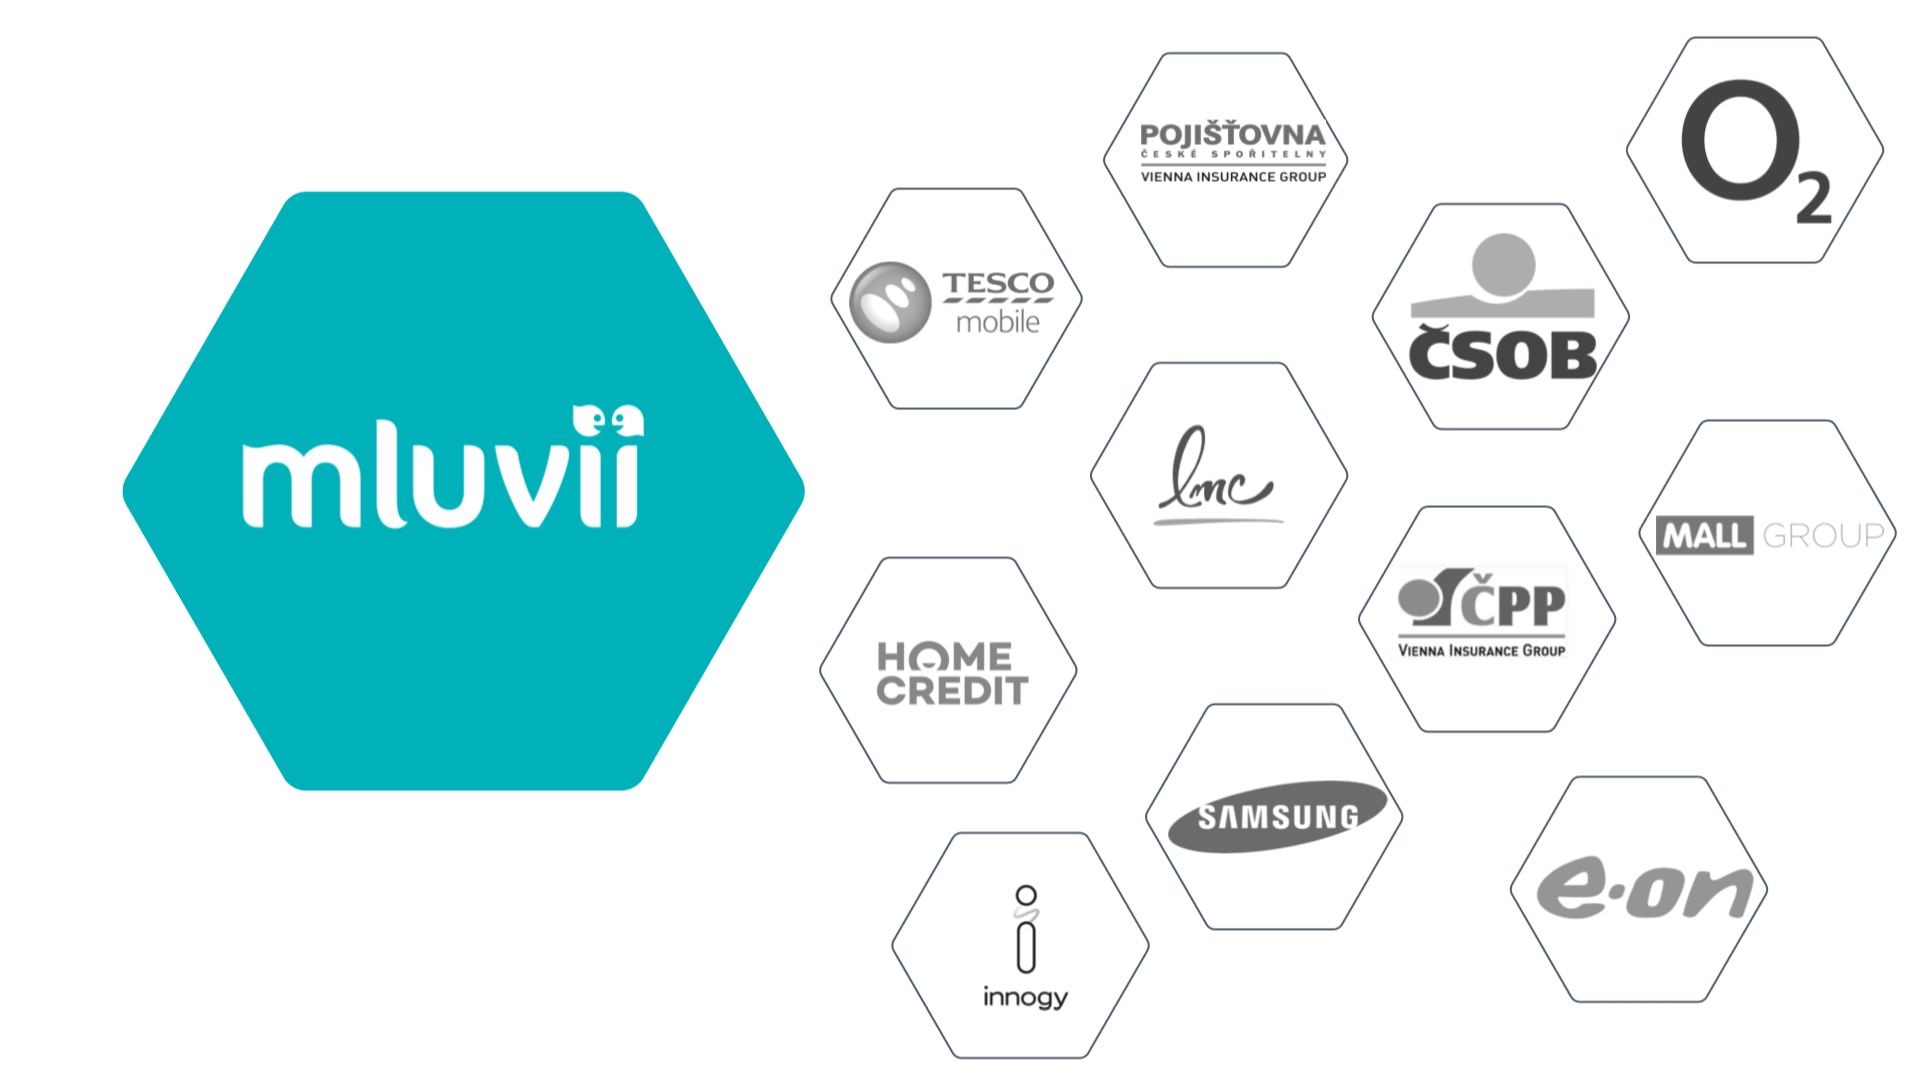 mluvii
POJIŠŤOVNA
ČESKÉ SPOŘITELNY
VIENNA INSURANCE GROUP
O2
TESCO
mobile
ČSOB
lmc
MALL GROUP
ČPP
VIENNA INSURANCE GROUP
HOME
CREDIT
SAMSUNG
e·on
innogy